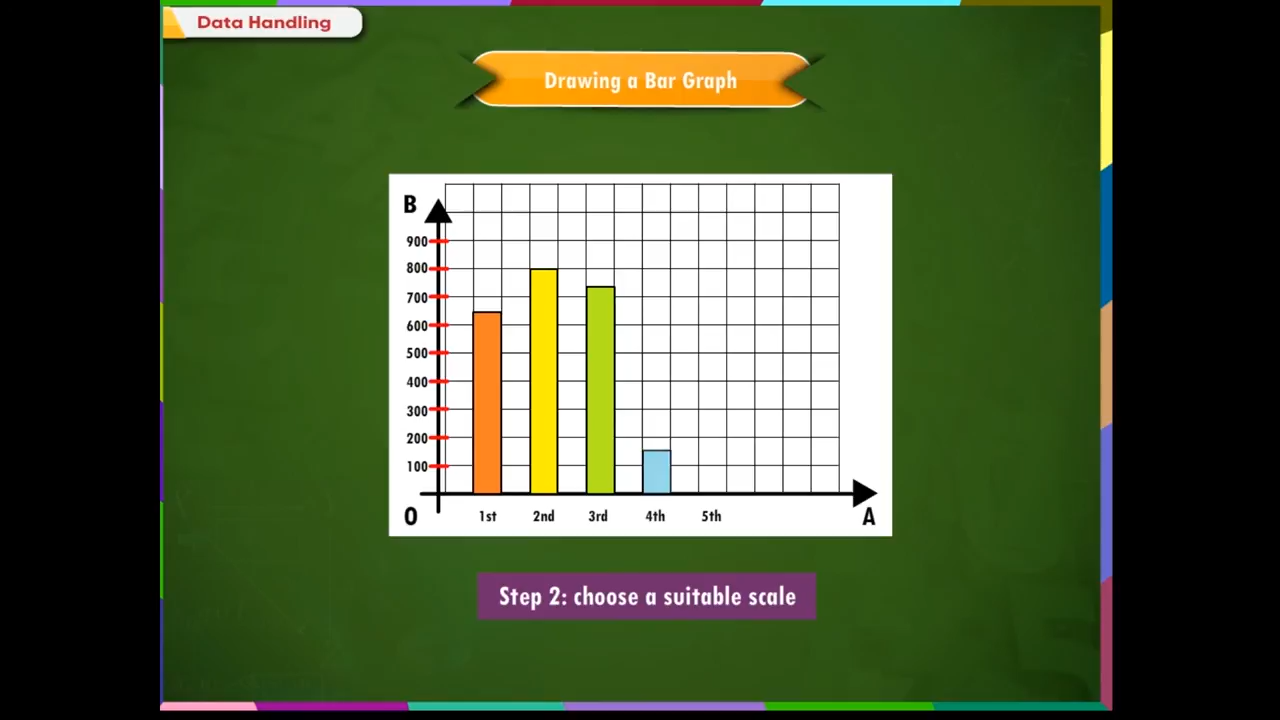 Data Handling
Drawing a Bar Graph
B
900
800
700
600
500
400
300
200
100
O
1st 2nd 3rd 4th 5th
A
Step 2: choose a suitable scale